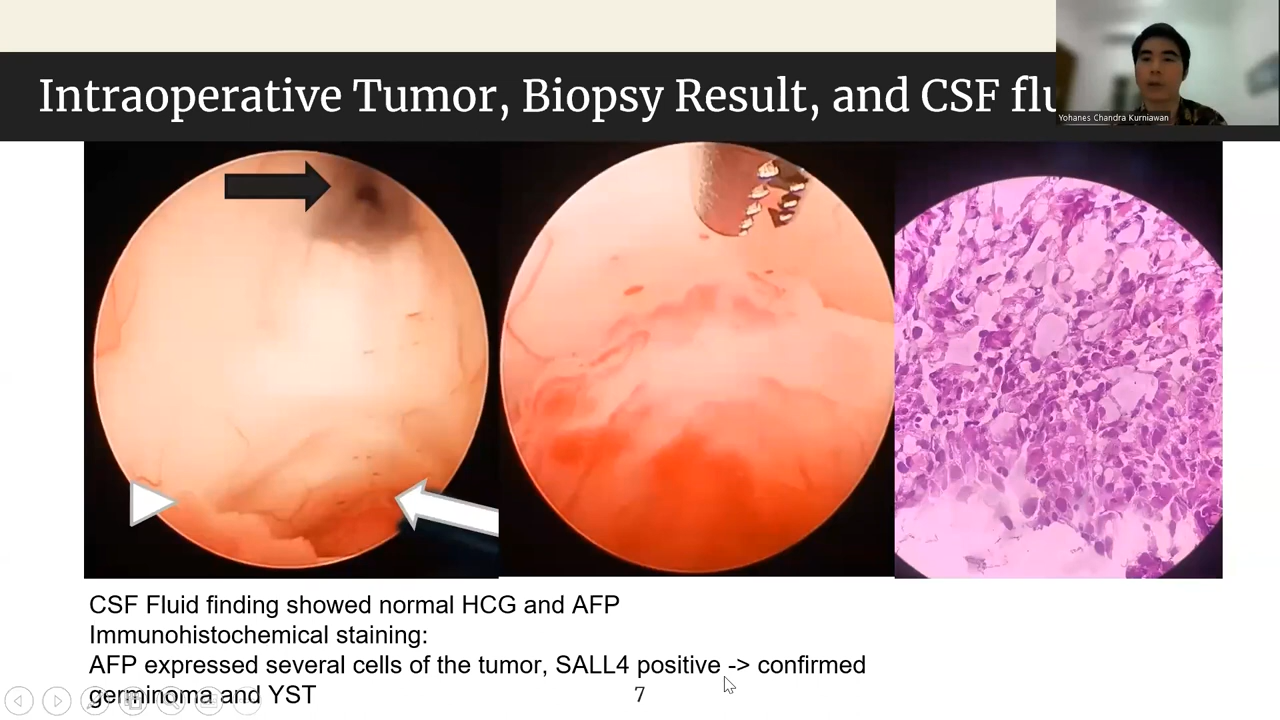 Intraoperative Tumor, Biopsy Result, and CSF
Yohanes Chandra Kurniawan
CSF Fluid finding showed normal HCG and AFP
Immunohistochemical staining:
AFP expressed several cells of the tumor, SALL4 positive -> confirmed
germinoma and YST
7